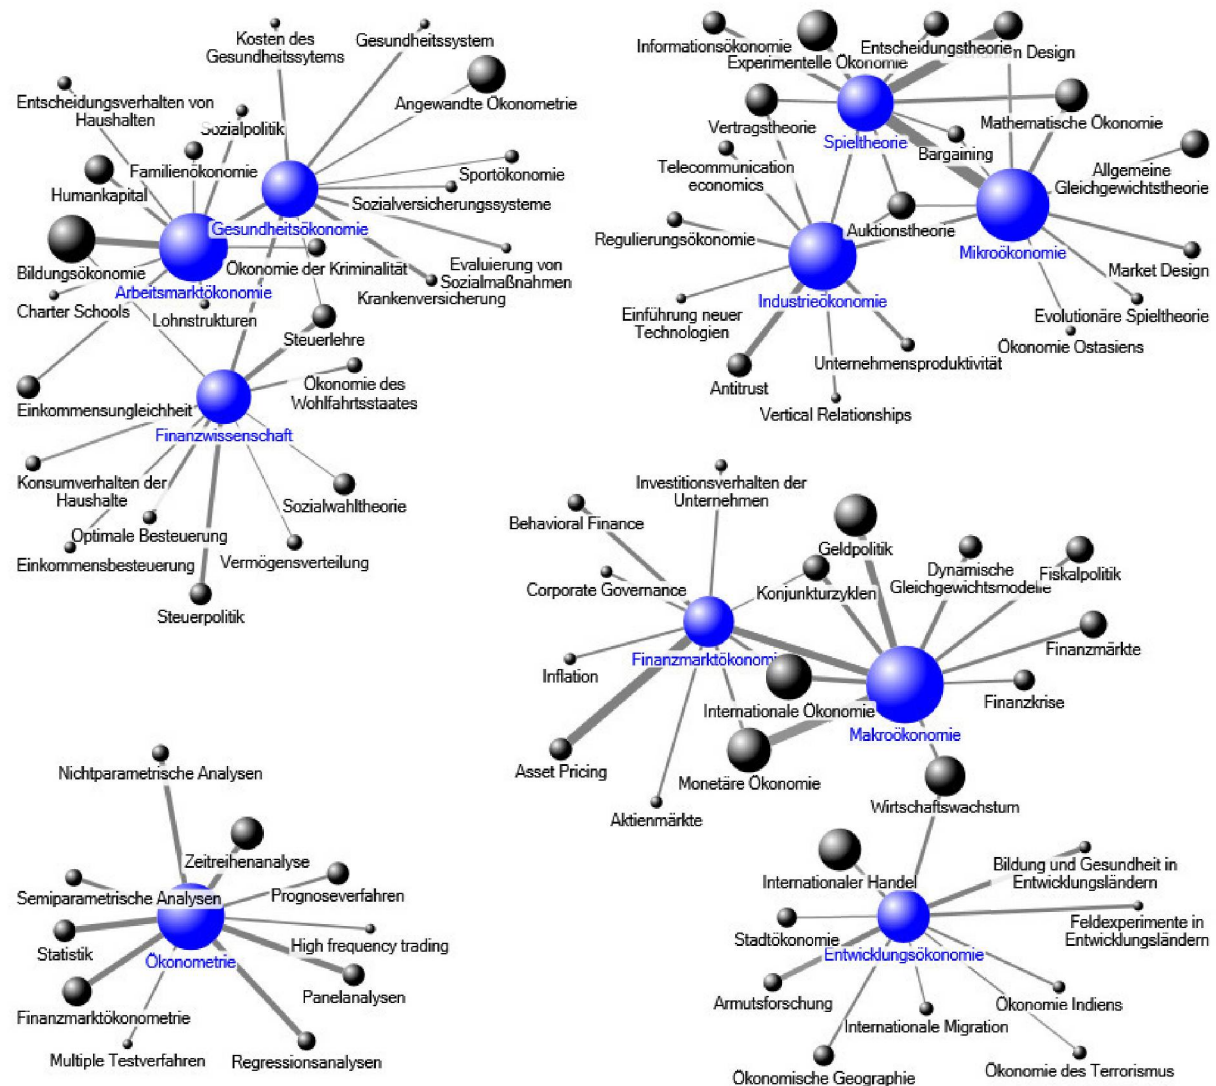 Kosten des
Gesundheitssytems
Gesundheitssystem
Angewandte Ökonometrie
Entscheidungsverhalten von
Haushalten
Sozialpolitik
Familienökonomie
Humankapital
Sportökonomie
Sozialversicherungssysteme
Gesundheitsökonomie
Bildungsökonomie
Ökonomie der Kriminalität
Evaluierung von
Sozialmaßnahmen
Arbeitsmarktökonomie
Krankenversicherung
Charter Schools
Lohnstrukturen
Steuerlehre
Ökonomie des
Wohlfahrtsstaates
Einkommensungleichheit
Finanzwissenschaft
Konsumverhalten der
Haushalte
Sozialwahltheorie
Optimale Besteuerung
Einkommensbesteuerung
Vermögensverteilung
Steuerpolitik
Informationsökonomie
Entscheidungstheorie
n Design
Experimentelle Ökonomie
Vertragstheorie
Mathematische Ökonomie
Spieltheorie
Bargaining
Telecommunication
economics
Allgemeine
Gleichgewichtstheorie
Auktionstheorie
Regulierungsökonomie
Mikroökonomie
Market Design
Industrieökonomie
Einführung neuer
Technologien
Evolutionäre Spieltheorie
Ökonomie Ostasiens
Unternehmensproduktivität
Antitrust
Vertical Relationships
Investitionsverhalten der
Unternehmen
Behavioral Finance
Geldpolitik
Dynamische
Gleichgewichtsmodelle
Fiskalpolitik
Corporate Governance
Konjunkturzyklen
Finanzmärkte
Finanzmarktökonomi
Inflation
Finanzkrise
Internationale Ökonomie
Makroökonomie
Asset Pricing
Monetäre Ökonomie
Aktienmärkte
Wirtschaftswachstum
Nichtparametrische Analysen
Zeitreihenanalyse
Semiparametrische Analysen
Prognoseverfahren
Statistik
High frequency trading
Ökonometrie
Panelanalysen
Finanzmarktökonometrie
Multiple Testverfahren
Regressionsanalysen
Bildung und Gesundheit in
Entwicklungsländern
Internationaler Handel
Feldexperimente in
Entwicklungsländern
Stadtökonomie
Entwicklungsökonomie
Armutsforschung
Ökonomie Indiens
Internationale Migration
Ökonomische Geographie
Ökonomie des Terrorismus